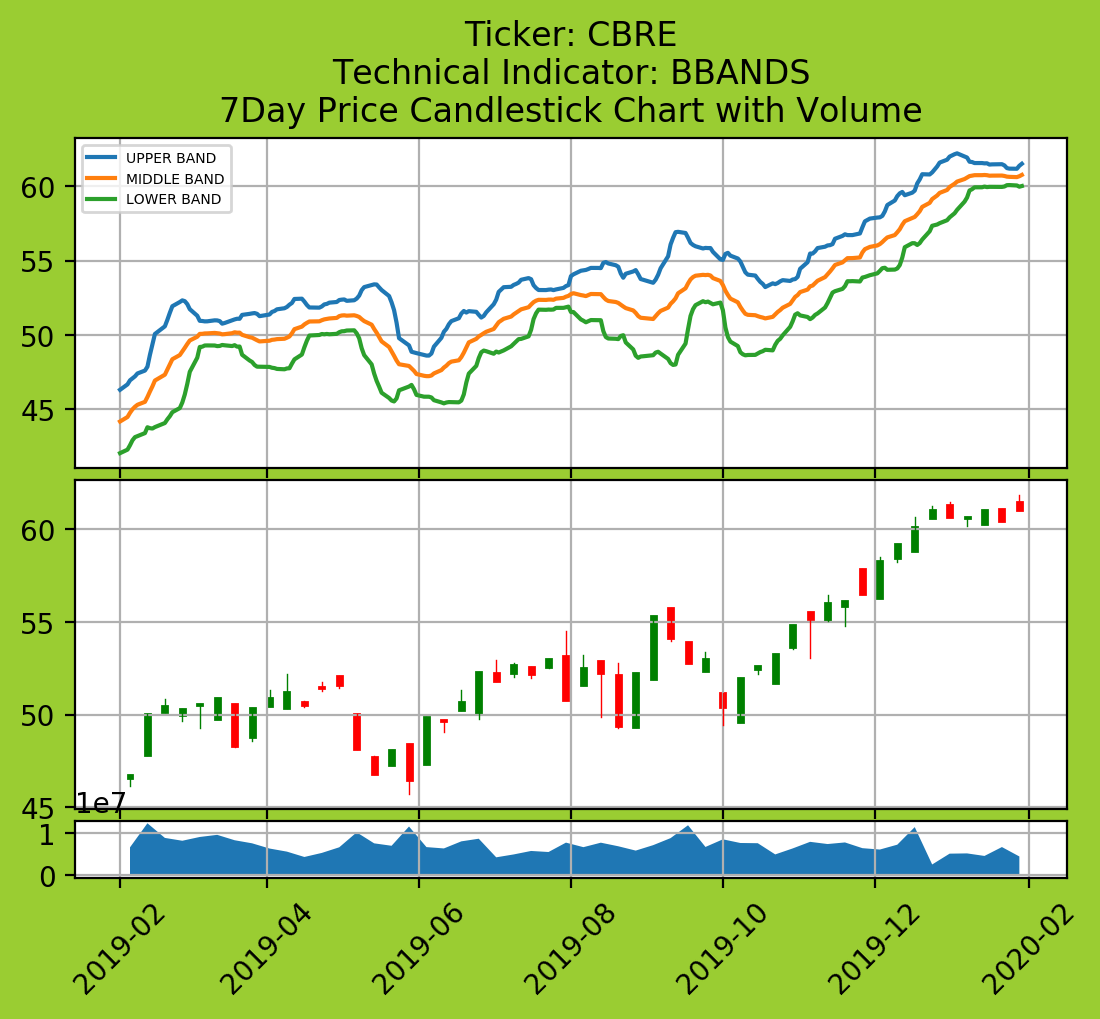 Ticker: CBRE
Technical Indicator: BBANDS
7Day Price Candlestick Chart with Volume
UPPER BAND
MIDDLE BAND
LOWER BAND
60
55
50
45
60
55
50
45
1e7
1
0
2019-02
2019-04
2019-06
2019-08
2019-10
2019-12
2020-02